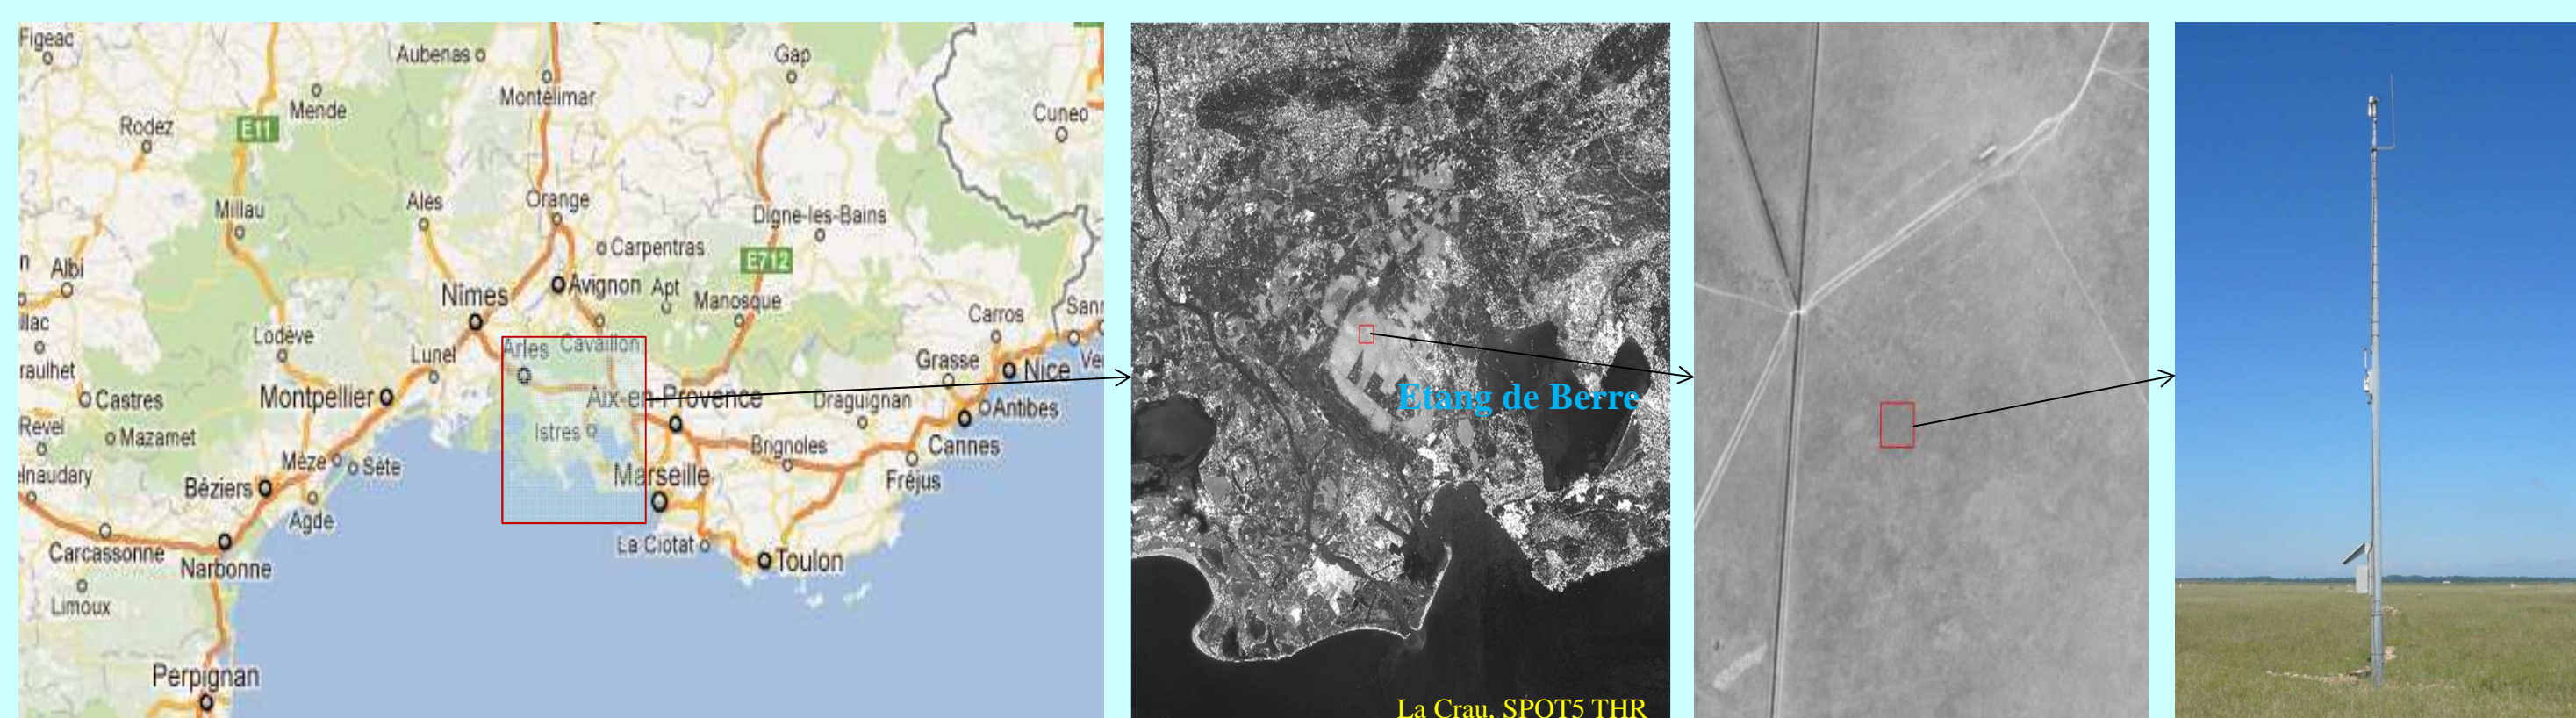 Figeac
Aubenas
Gap
Mende
Montélimar
Cuneo
Rodez
E11
Millau
Ales
Orange
Digne-les-Bains
Carpentras
E712
Albi
Avignon
Apt
Manosque
Nîmes
Carros
Lodève
Lunel
Arles
Cavaillon
Grasse
Nice
Castres
Montpellier
Aix-en-Provence
Draguignan
Antibes
Etang de Berre
Revel
Mazamet
Istres
Brignoles
Cannes
Mèze
Sète
Marseille
Fréjus
Béziers
Agde
La Ciotat
Carcassonne
Narbonne
Toulon
Limoux
Perpignan
La Crau, SPOT5 THR